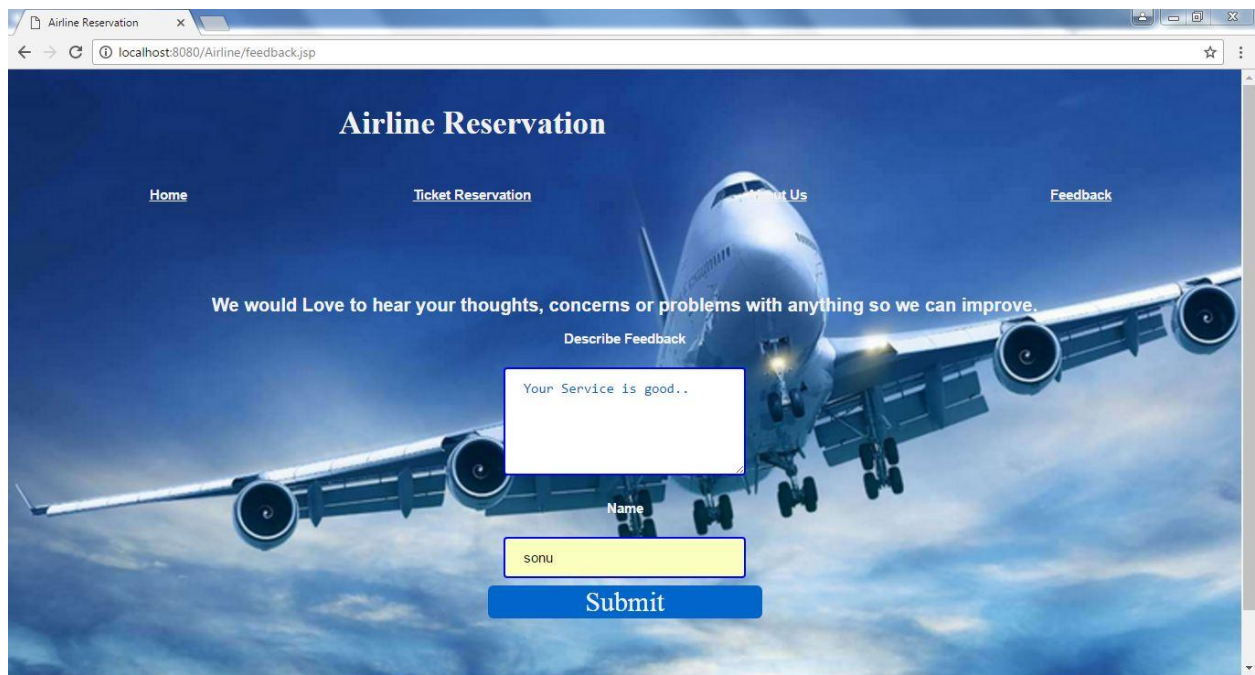 Airline Reservation
localhost:8080/Airline/feedback.jsp
Airline Reservation
Home Ticket Reservation About Us Feedback
We would Love to hear your thoughts, concerns or problems with anything so we can improve.
Describe Feedback
Your Service is good..
Name
sonu
Submit